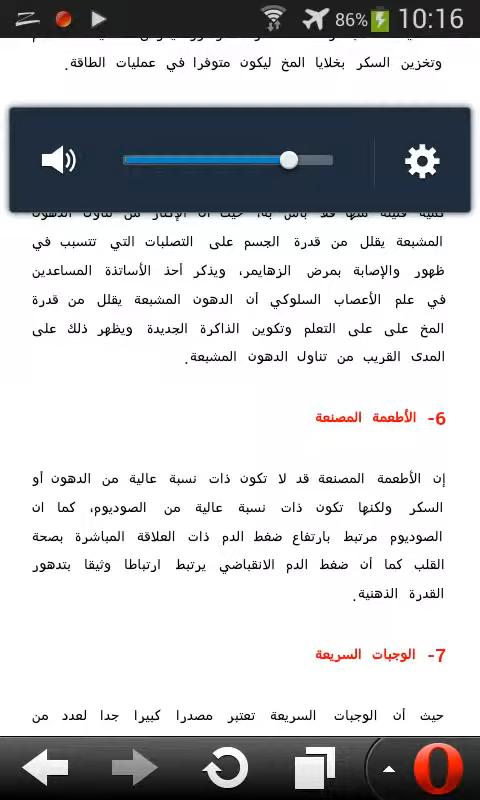 86% 10:16
وتخزين السكر بخلايا المخ ليكون متوفرا في عمليات الطاقة.
المشبعة يقلل من قدرة الجسم على التصلبات التي تتسبب في
ظهور والإصابة بمرض الزهايمر، ويذكر أحذ الأساتذة المساعدين
في علم الأعصاب السلوكي أن الدهون المشبعة يقلل من قدرة
المخ على على التعلم وتكوين الذاكرة الجديدة ويظهر ذلك على
المدى القريب من تناول الدهون المشبعة.
6- الأطعمة المصنعة
إن الأطعمة المصنعة قد لا تكون ذات نسبة عالية من الدهون أو
السكر ولكنها تكون ذات نسبة عالية من الصوديوم، كما ان
الصوديوم مرتبط بارتفاع ضغط الدم ذات العلاقة المباشرة بصحة
القلب كما أن ضغط الدم الانقباضي يرتبط ارتباطا وثيقا بتدهور
القدرة الذهنية.
7- الوجبات السريعة
حيث أن الوجبات السريعة تعتبر مصدرا كبيرا جدا لعدد من